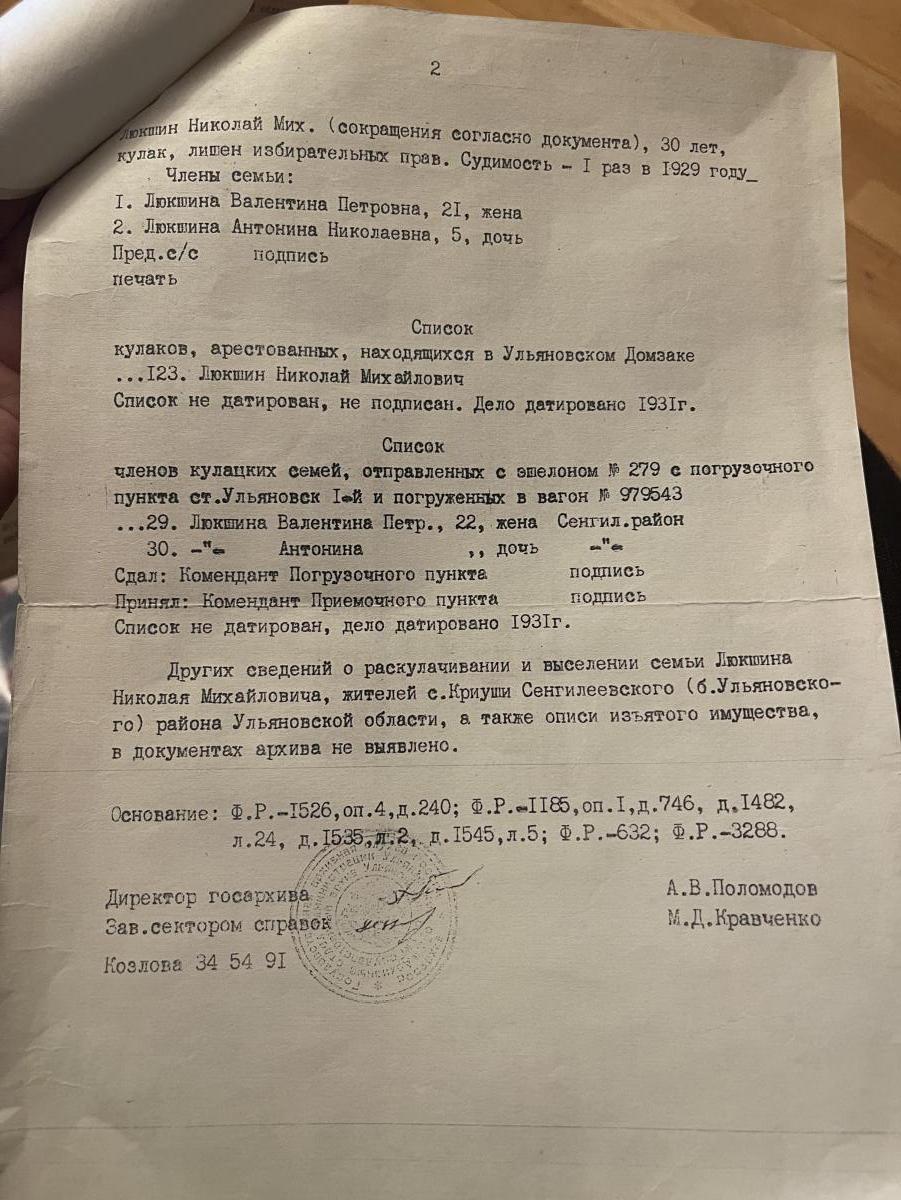 2
Люкшин Николай Мих. (сокращения согласно документа), 30 лет,
кулак, лишен избирательных прав. Судимость – I раз в I929 году_
Члены семьи:
I. Люкшина Валентина Петровна, 2I, жена
2. Люкшина Антонина Николаевна, 5, дочь
Пред.с/с подпись
печать
Список
кулаков, арестованных, находящихся в Ульяновском Домзаке
...I23. Люкшин Николай Михайлович
Список не датирован, не подписан. Дело датировано I93Iг.
Список
членов кулацких семей, отправленных с эшелоном № 279 с погрузочного
пункта ст.Ульяновск I-й и погруженных в вагон № 979543
...29. Люкшина Валентина Петр., 22, жена Сенгил.район
30. -"- Антонина ,, дочь -"-
Сдал: Комендант Погрузочного пункта подпись
Принял: Комендант Приемочного пункта подпись
Список не датирован, дело датировано I93Iг.
Других сведений о раскулачивании и выселении семьи Люкшина
Николая Михайловича, жителей с.Криуши Сенгилеевского (б.Ульяновско-
го) района Ульяновской области, а также описи изъятого имущества,
в документах архива не выявлено.
Основание: Ф.Р.-I526,оп.4,д.240; Ф.Р.-II85,оп.I,д.746, д.I482,
л.24, д.I535,л.2, д.I545,л.5; Ф.Р.-632; Ф.Р.-3288.
Директор госархива А.В.Поломодов
Зав.сектором справок М.Д.Кравченко
Козлова 34 54 9I